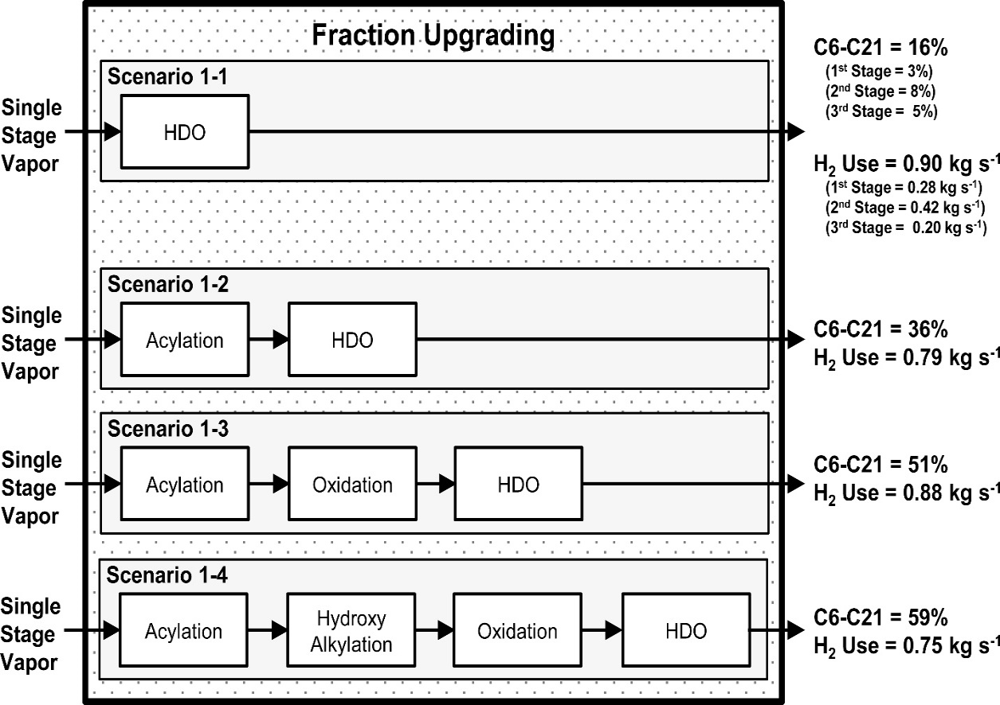 Fraction Upgrading
Scenario 1-1
Single
Stage
Vapor
HDO
C6-C21 = 16%
(1st Stage = 3%)
(2nd Stage = 8%)
(3rd Stage = 5%)
H2 Use = 0.90 kg s-1
(1st Stage = 0.28 kg s-1)
(2nd Stage = 0.42 kg s-1)
(3rd Stage = 0.20 kg s-1)
Scenario 1-2
Single
Stage
Vapor
Acylation
HDO
C6-C21 = 36%
H2 Use = 0.79 kg s-1
Scenario 1-3
Single
Stage
Vapor
Acylation
Oxidation
HDO
C6-C21 = 51%
H2 Use = 0.88 kg s-1
Scenario 1-4
Single
Stage
Vapor
Acylation
Hydroxy
Alkylation
Oxidation
HDO
C6-C21 = 59%
H2 Use = 0.75 kg s-1